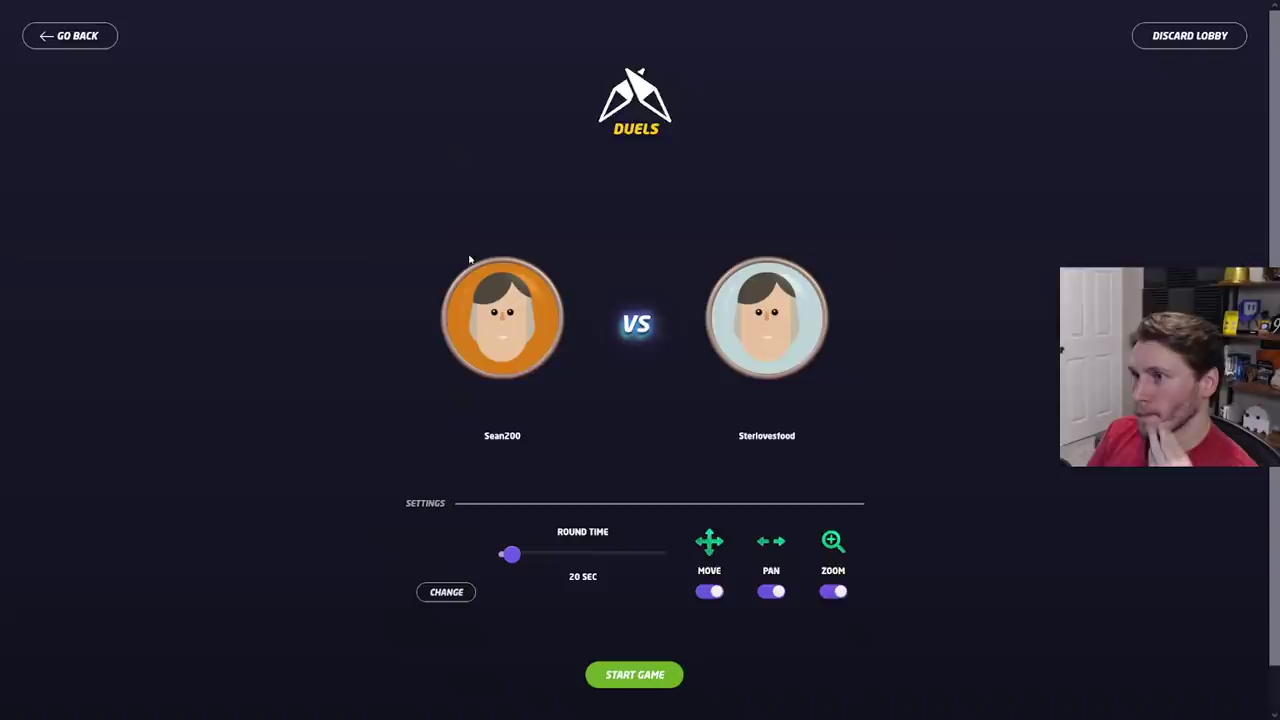 GO BACK
DISCARD LOBBY
DUELS
VS
Sean200
Sterlovesfood
SETTINGS
ROUND TIME
20 SEC
MOVE
PAN
ZOOM
CHANGE
START GAME